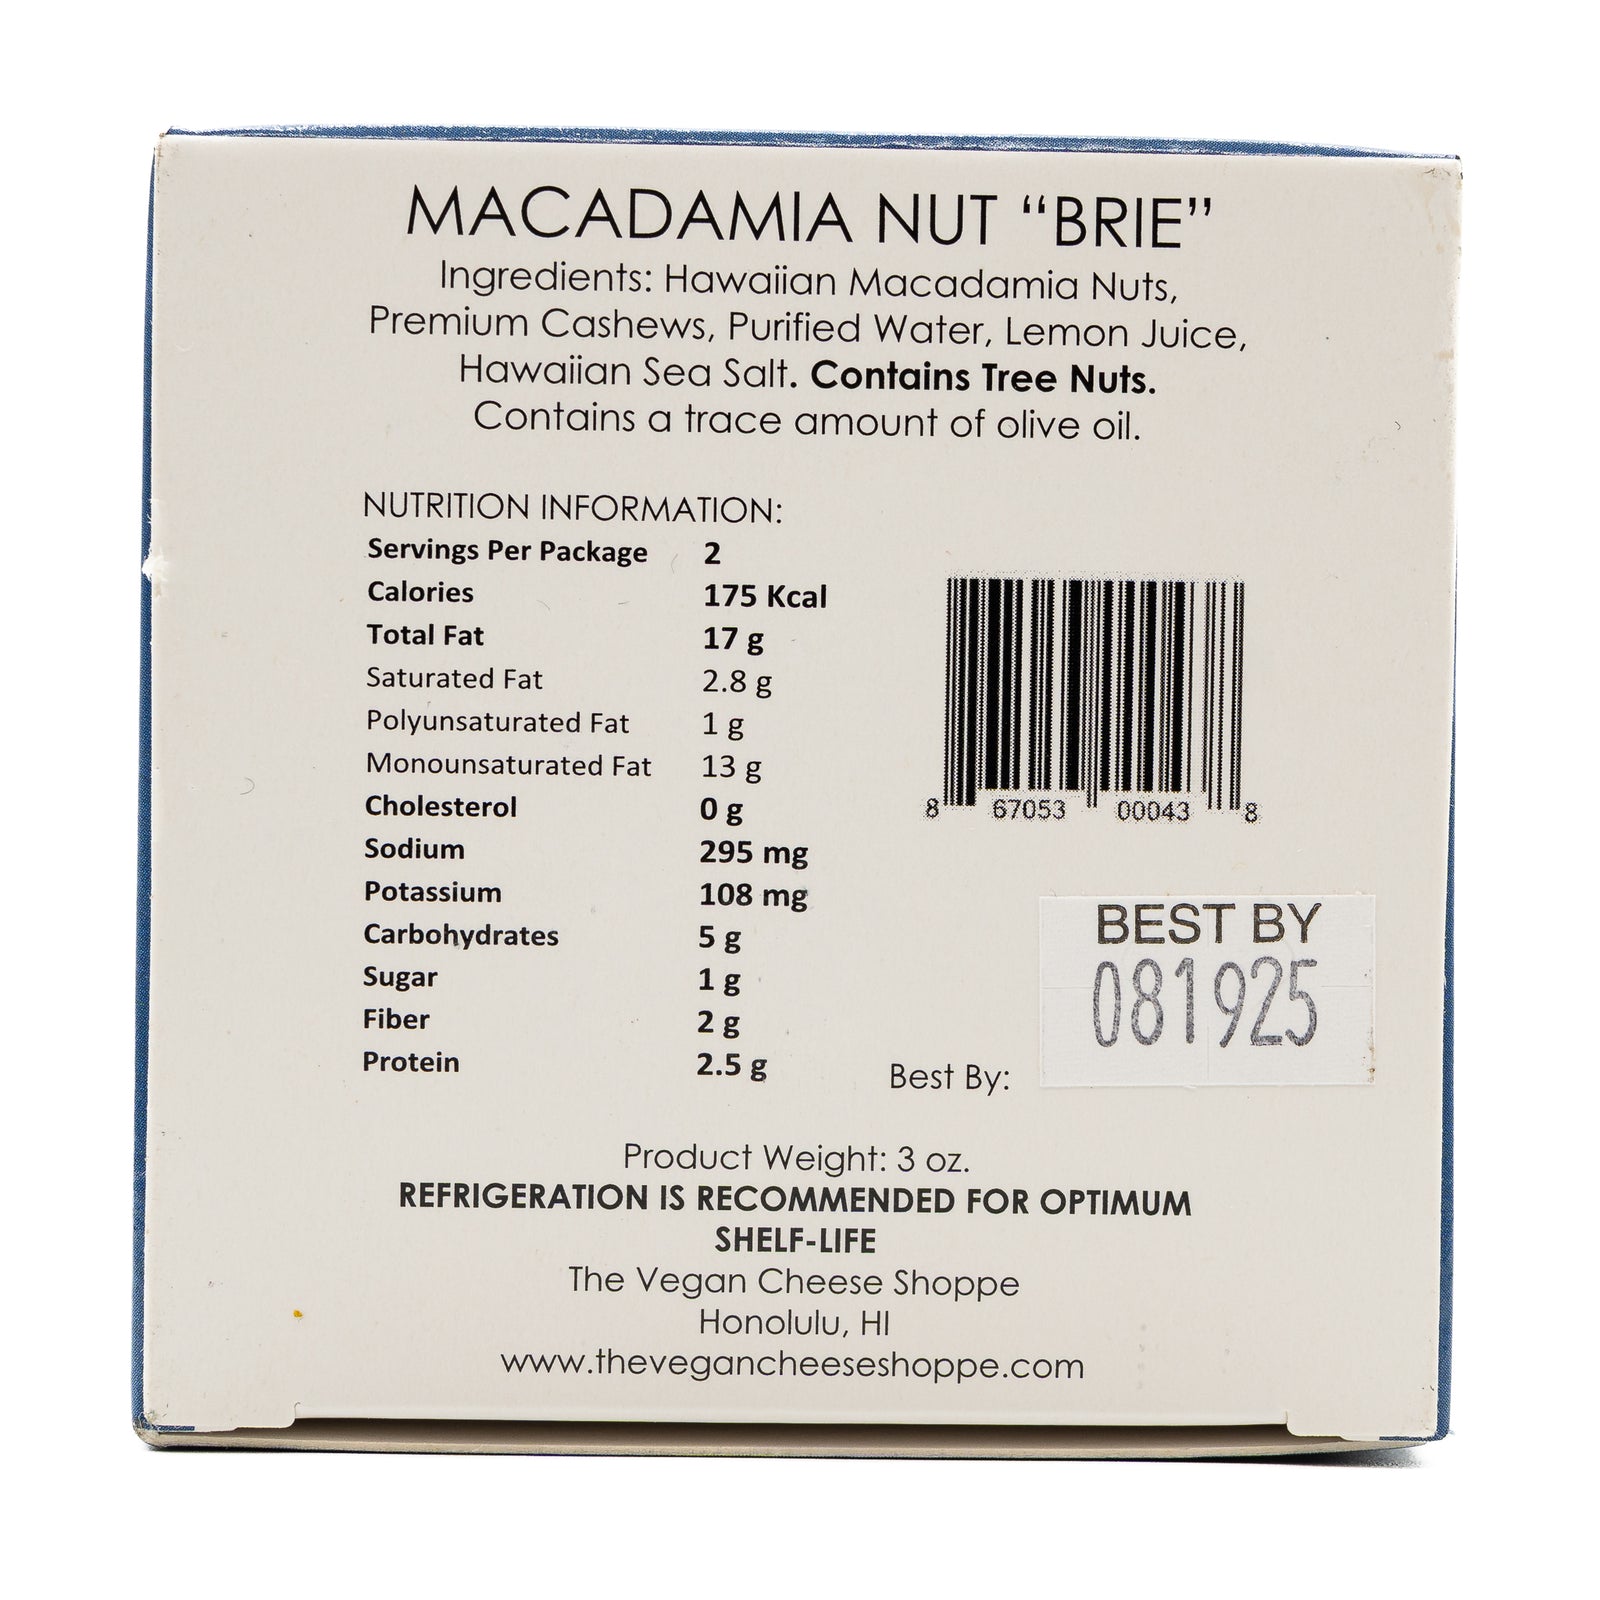 MACADAMIA NUT “BRIE”
Ingredients: Hawaiian Macadamia Nuts,
Premium Cashews, Purified Water, Lemon Juice,
Hawaiian Sea Salt. Contains Tree Nuts.
Contains a trace amount of olive oil.
NUTRITION INFORMATION:
Servings Per Package 2
Calories 175 Kcal
Total Fat 17 g
Saturated Fat 2.8 g
Polyunsaturated Fat 1 g
Monounsaturated Fat 13 g
Cholesterol 0 g
Sodium 295 mg
Potassium 108 mg
Carbohydrates 5 g
Sugar 1 g
Fiber 2 g
Protein 2.5 g
8 67053 00043 8
BEST BY
081925
Best By:
Product Weight: 3 oz.
REFRIGERATION IS RECOMMENDED FOR OPTIMUM
SHELF-LIFE
The Vegan Cheese Shoppe
Honolulu, HI
www.thevegancheeseshoppe.com